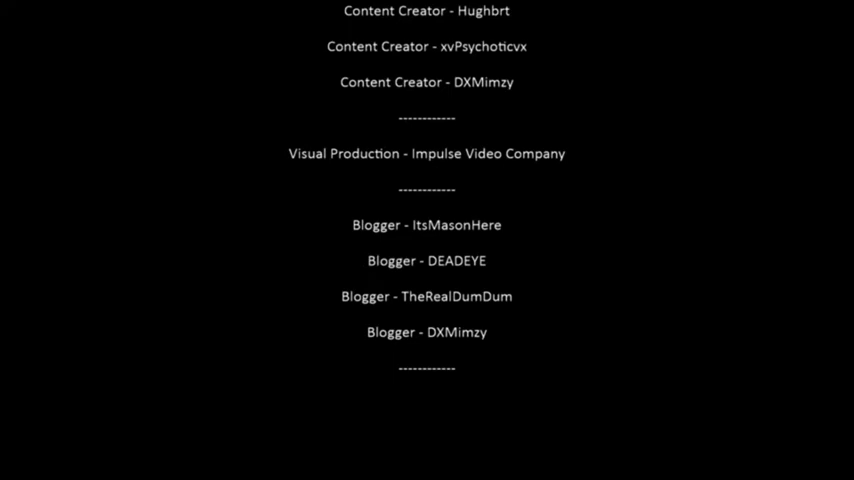 Content Creator - Hughbrt
Content Creator - xvPsychoticvx
Content Creator - DXMimzy
------------
Visual Production - Impulse Video Company
------------
Blogger - ItsMasonHere
Blogger - DEADEYE
Blogger - TheRealDumDum
Blogger - DXMimzy
------------